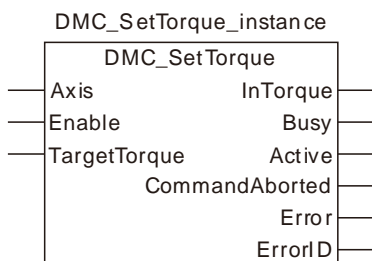 DMC_SetTorque_instance
DMC_SetTorque
Axis InTorque
Enable Busy
TargetTorque Active
CommandAborted
Error
ErrorID